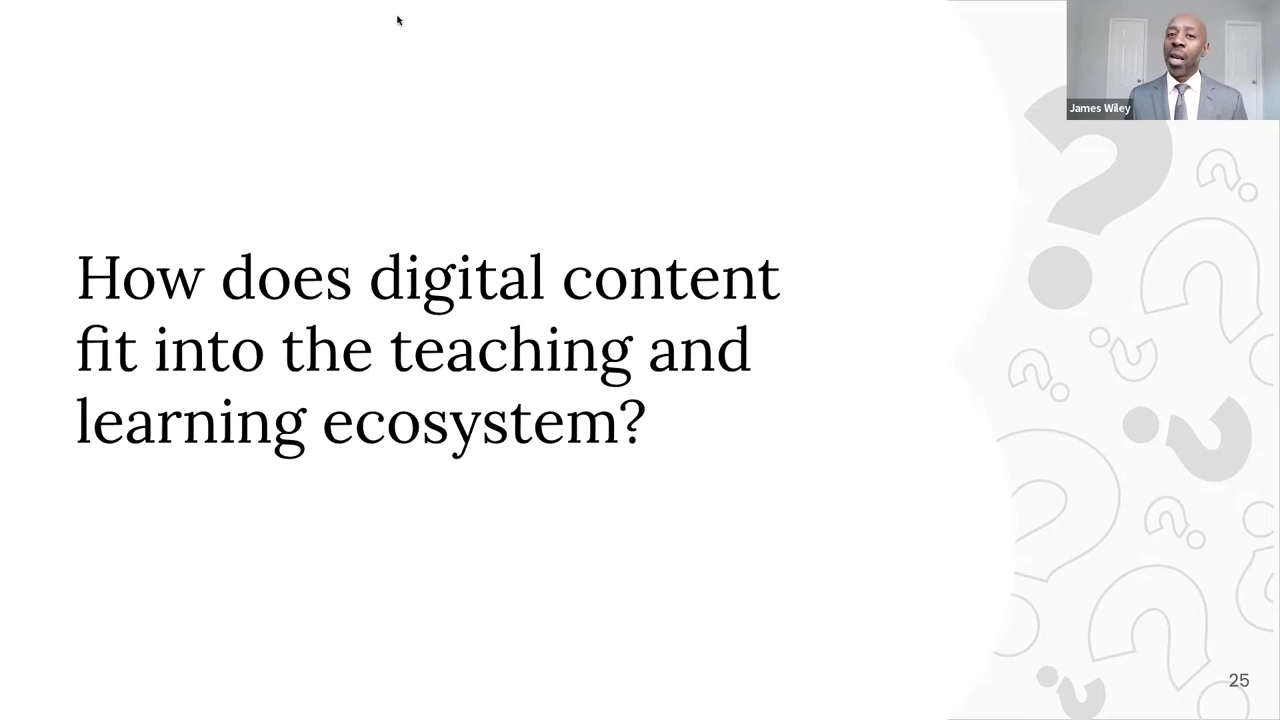 James Wiley
How does digital content
fit into the teaching and
learning ecosystem?
25